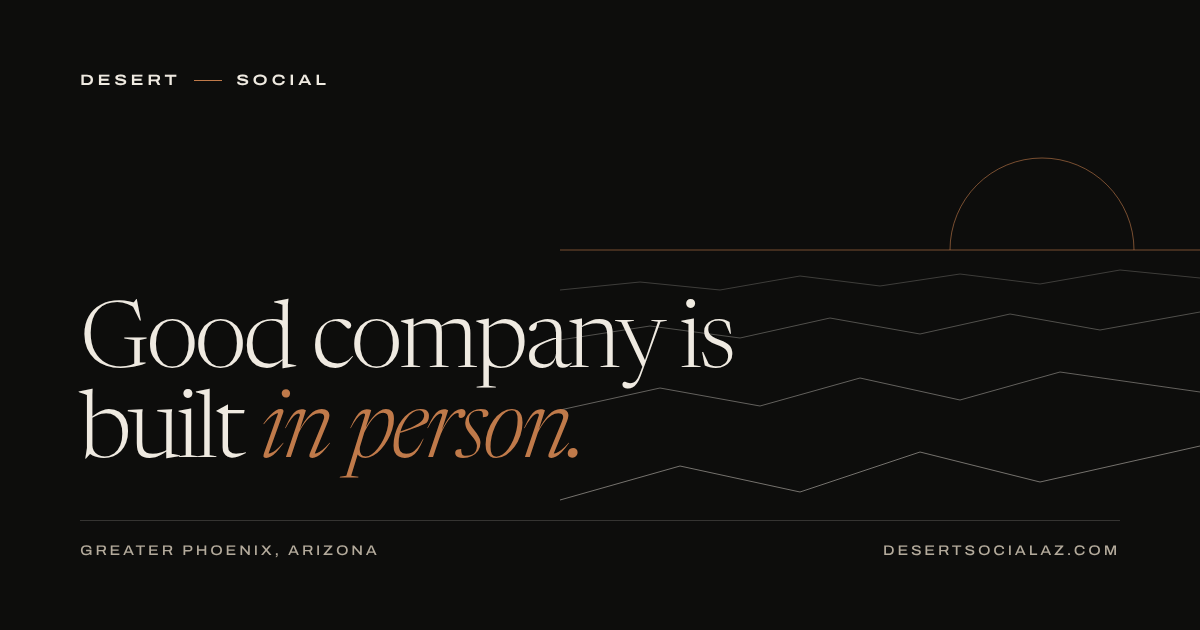 DESERT — SOCIAL
Good company is
built in person.
GREATER PHOENIX, ARIZONA
DESERTSOCIALAZ.COM